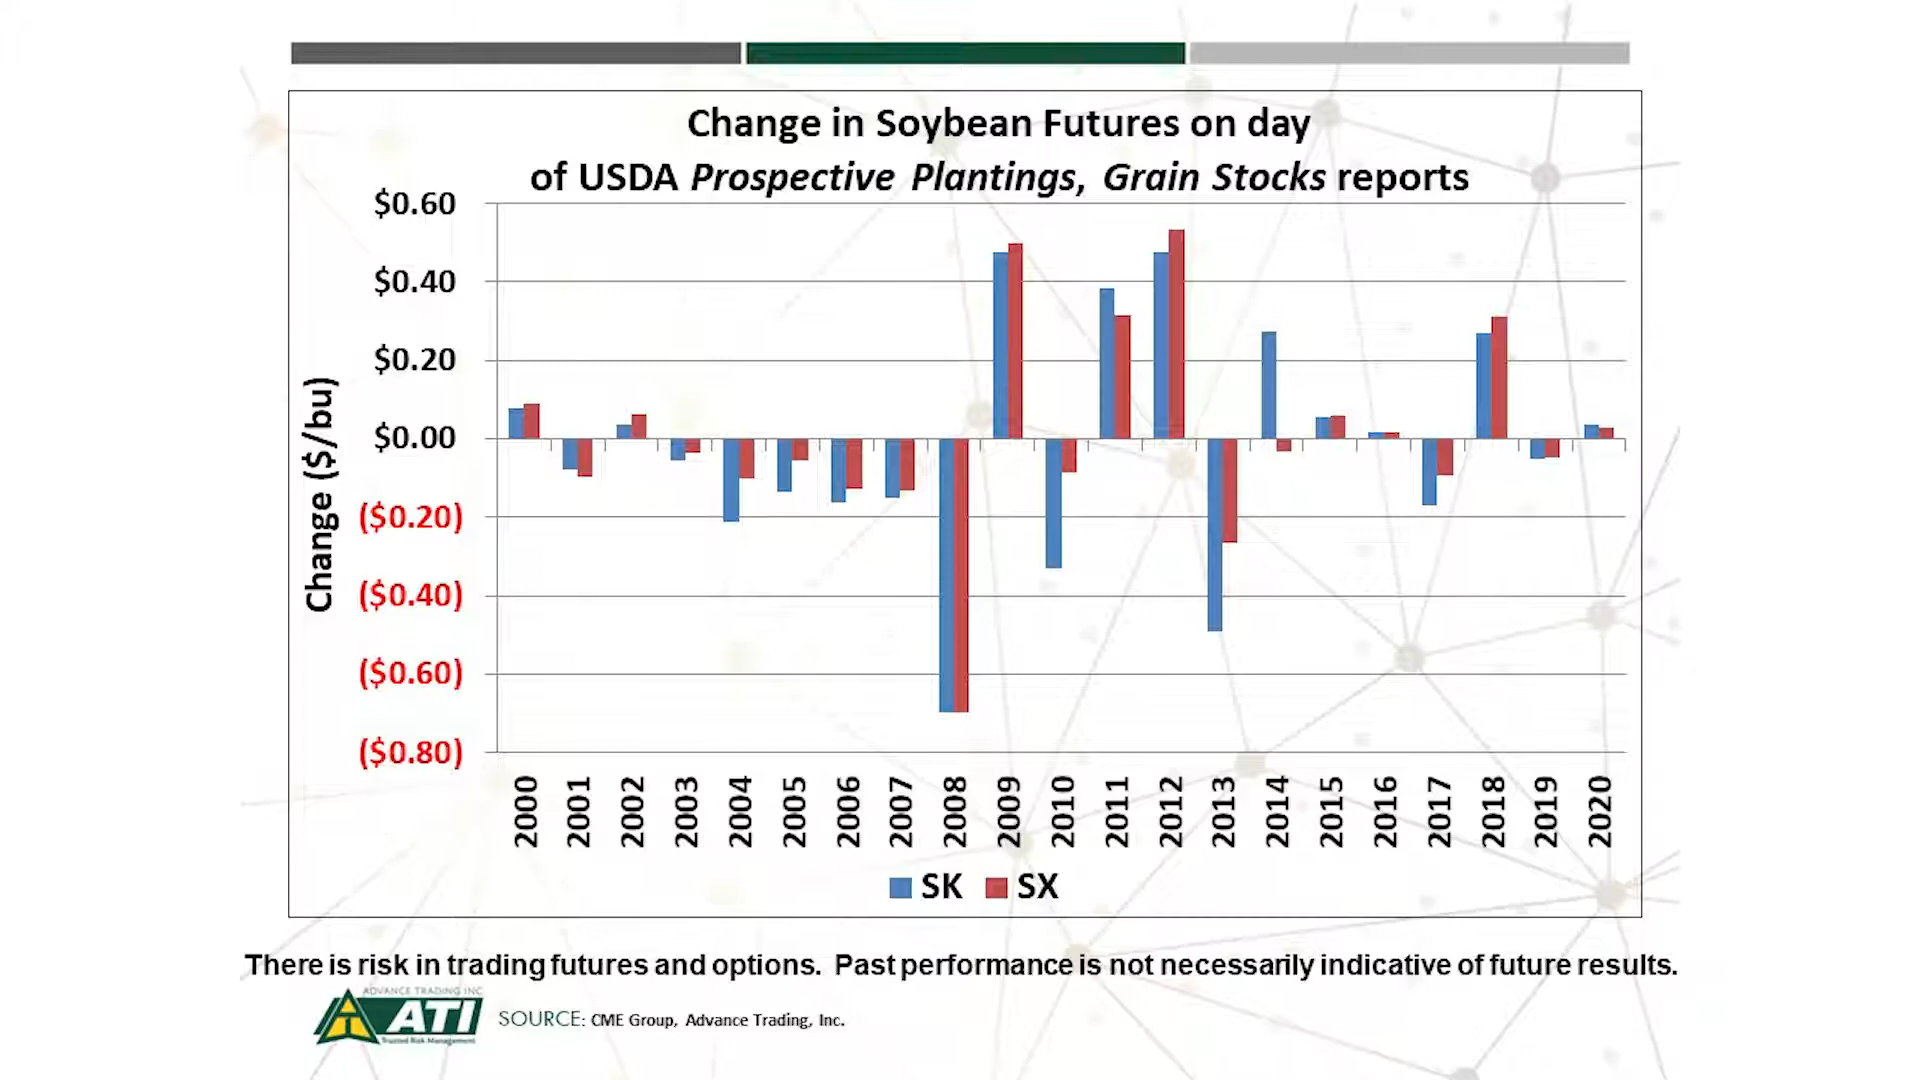 Change in Soybean Futures on day
of USDA Prospective Plantings, Grain Stocks reports
$0.60
$0.40
$0.20
$0.00
($0.20)
($0.40)
($0.60)
($0.80)
Change ($/bu)
2000 2001 2002 2003 2004 2005 2006 2007 2008 2009 2010 2011 2012 2013 2014 2015 2016 2017 2018 2019 2020
SK SX
There is risk in trading futures and options. Past performance is not necessarily indicative of future results.
ADVANCE TRADING INC
ATI
Trusted Risk Management
SOURCE: CME Group, Advance Trading, Inc.